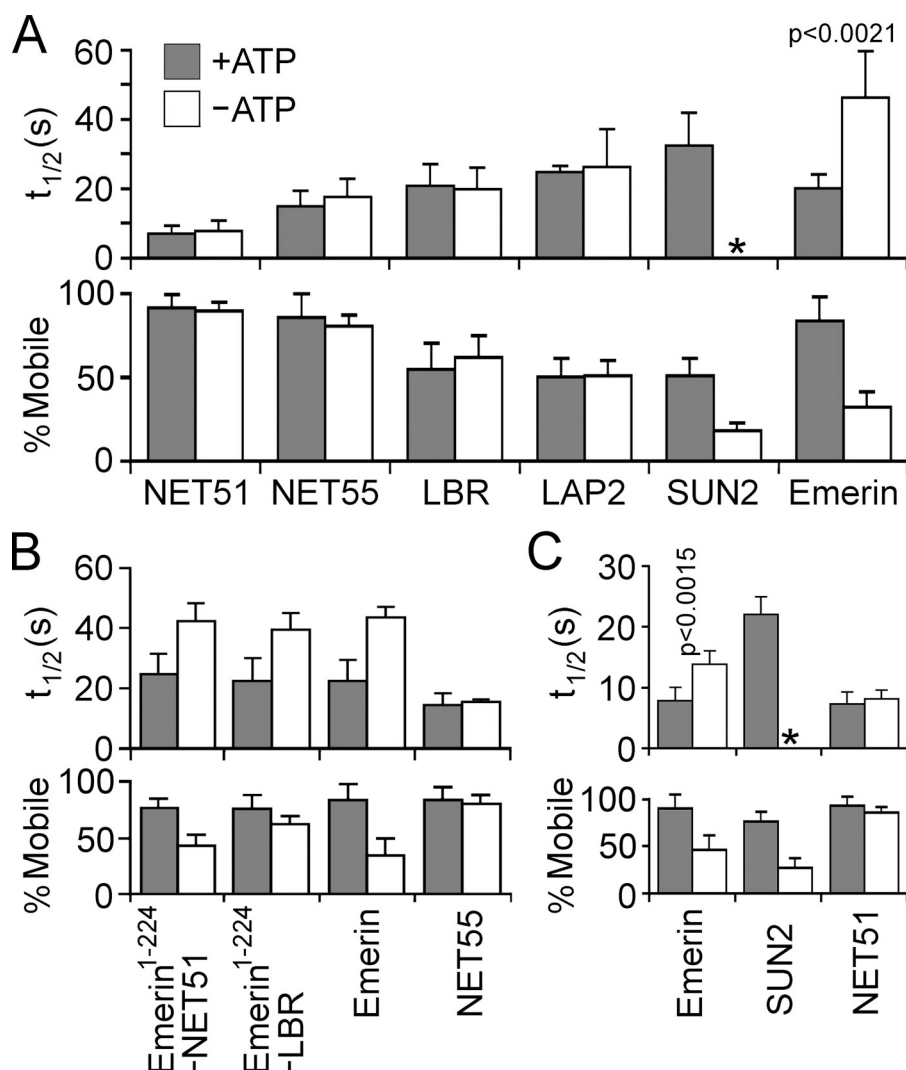 A
p<0.0021
+ATP
−ATP
t1/2(s)
60
40
20
0
*
% Mobile
100
50
0
NET51 NET55 LBR LAP2 SUN2 Emerin
B
t1/2(s)
60
40
20
0
% Mobile
100
50
0
Emerin1-224
-NET51
Emerin1-224
-LBR
Emerin
NET55
C
t1/2(s)
30
20
10
0
p<0.0015
*
% Mobile
100
50
0
Emerin
SUN2
NET51